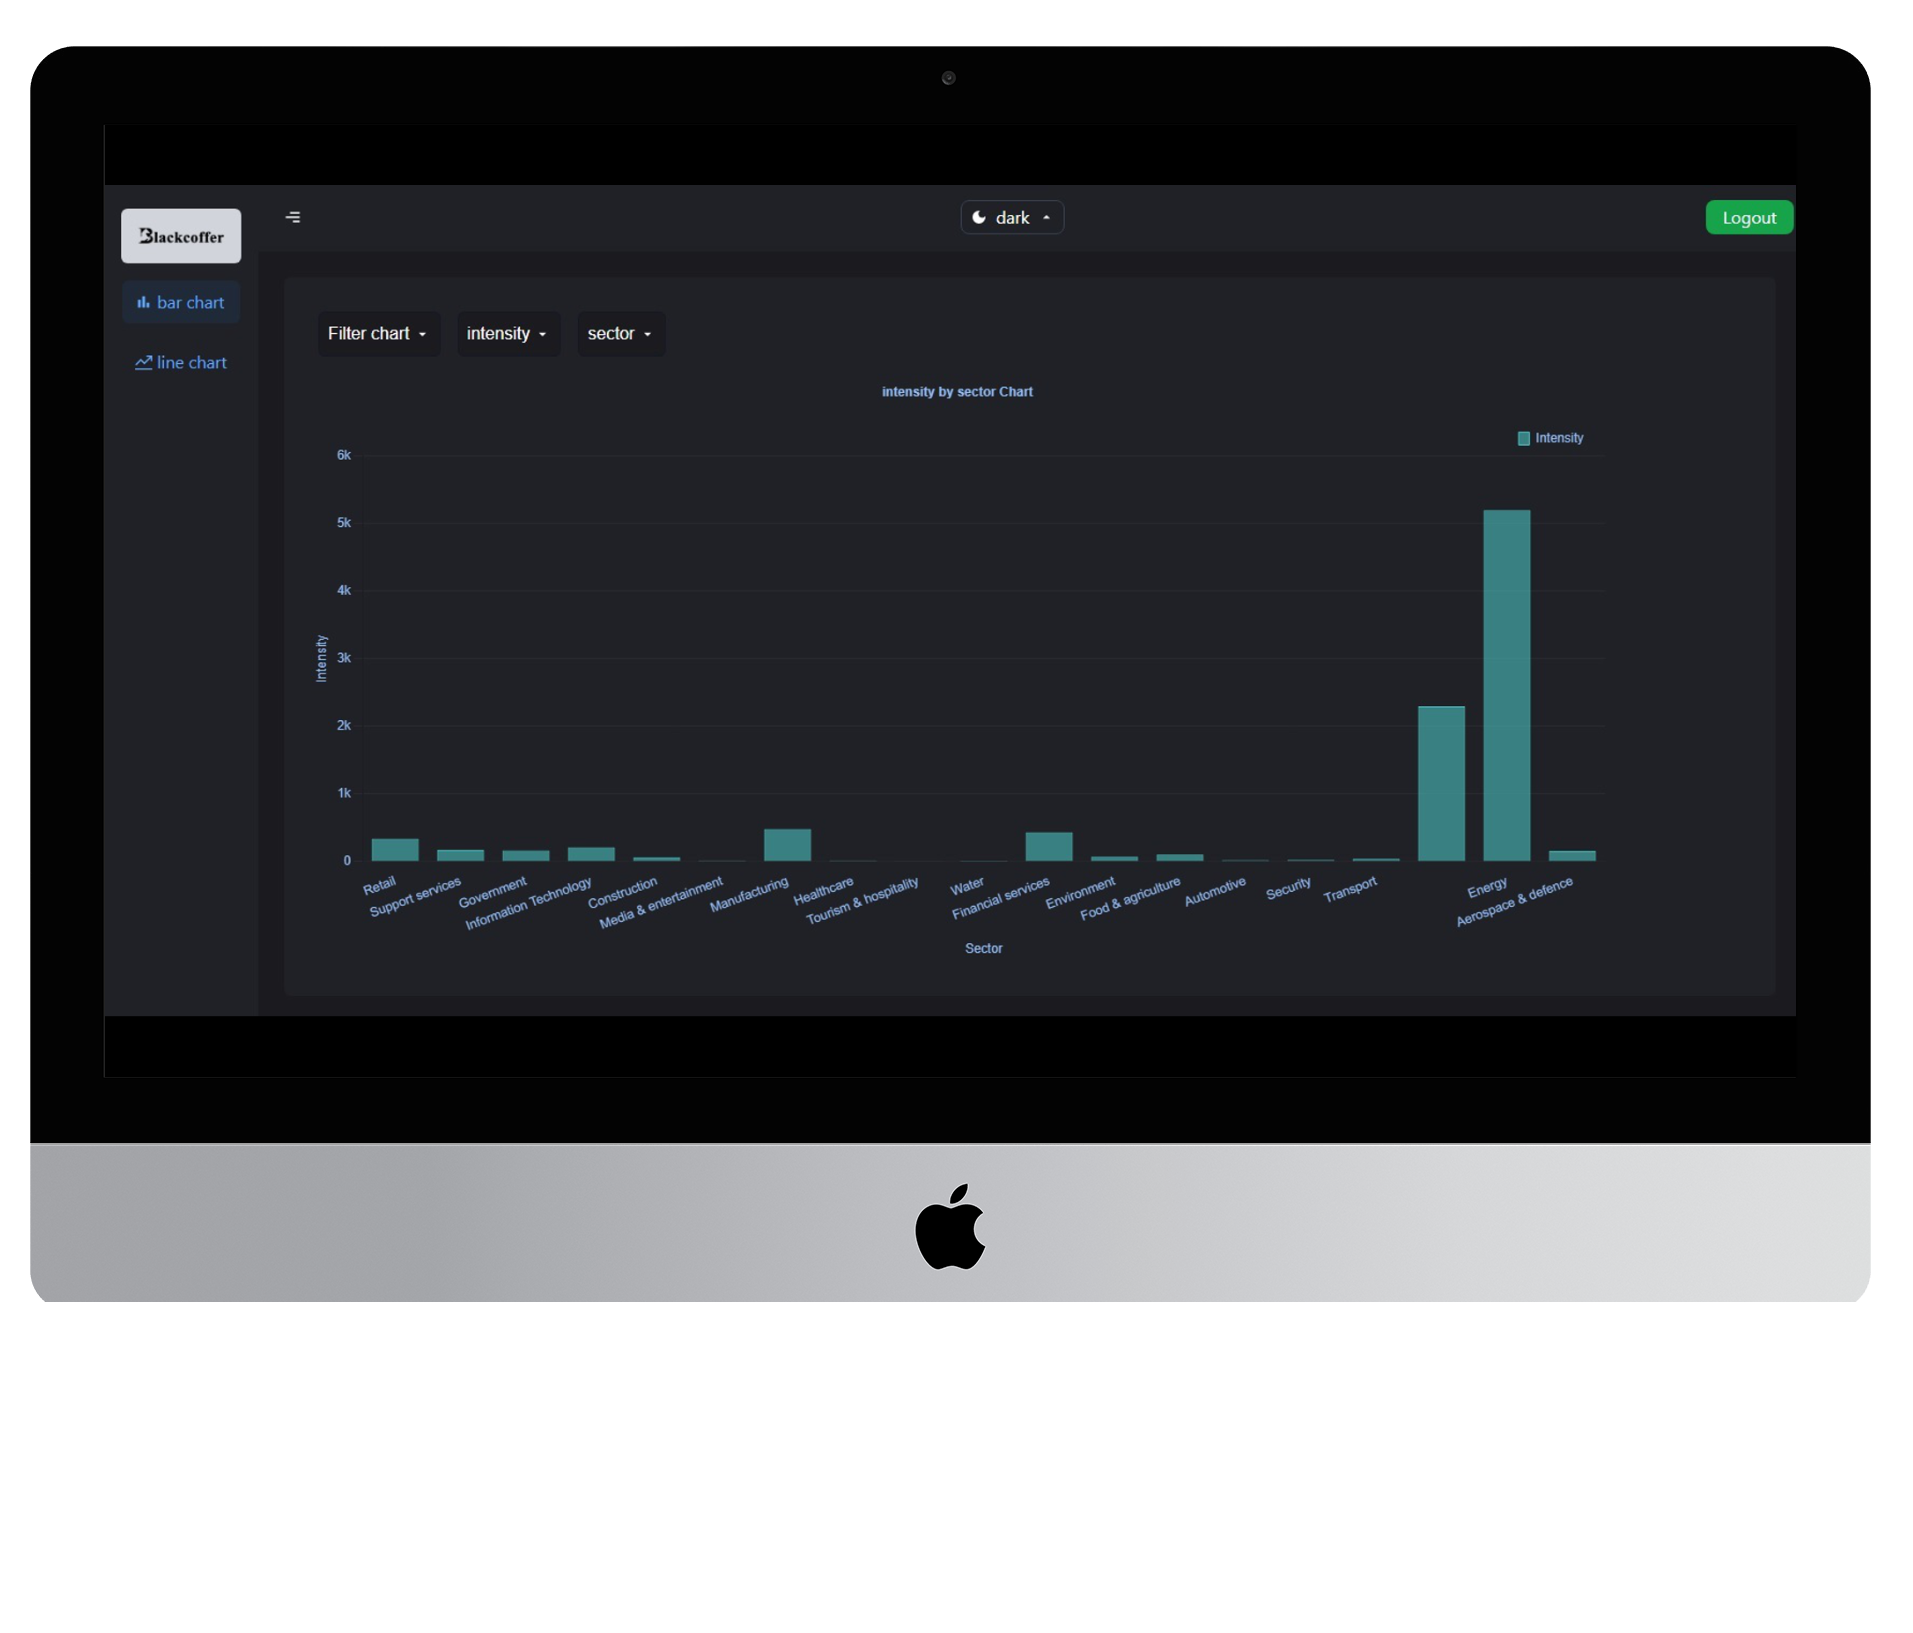 Blackcoffer
dark
Logout
bar chart
line chart
Filter chart
intensity
sector
intensity by sector Chart
Intensity
6k
5k
4k
3k
2k
1k
0
Intensity
Retail
Support services
Government
Information Technology
Construction
Media & entertainment
Manufacturing
Healthcare
Tourism & hospitality
Water
Financial services
Environment
Food & agriculture
Automotive
Security
Transport
Energy
Aerospace & defence
Sector